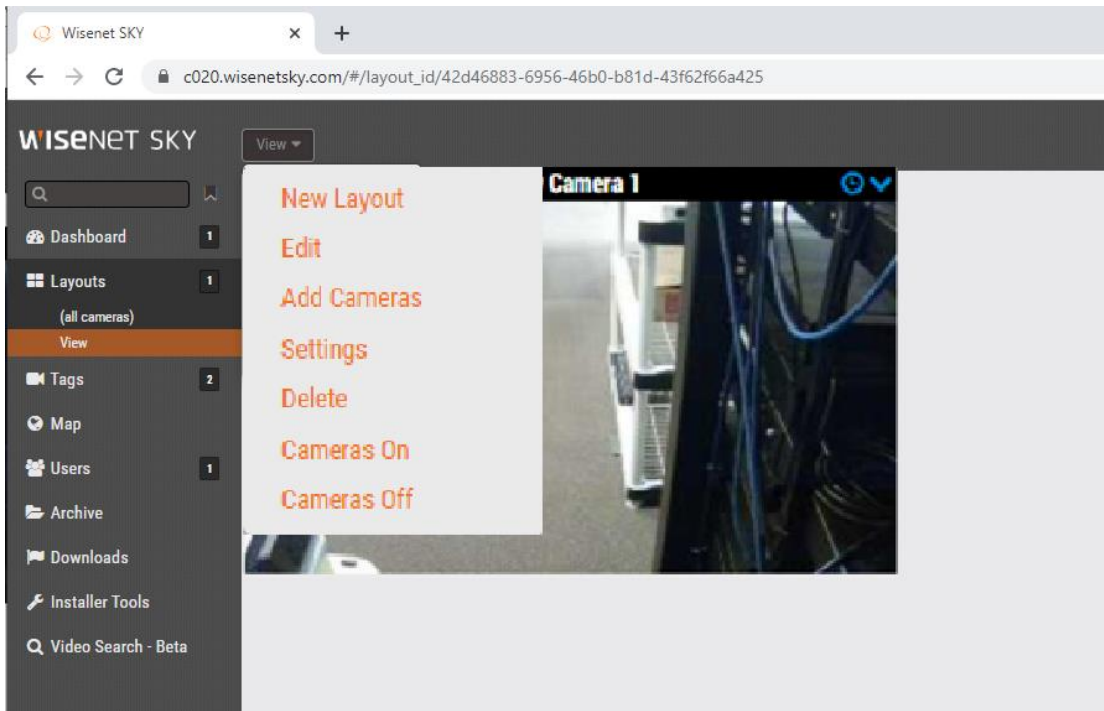 Wisenet SKY
c020.wisenetsky.com/#/layout_id/42d46883-6956-46b0-b81d-43f62f66a425
WISENET SKY
View
Dashboard 1
Layouts 1
(all cameras)
View
Tags 2
Map
Users 1
Archive
Downloads
Installer Tools
Video Search - Beta
New Layout
Edit
Add Cameras
Settings
Delete
Cameras On
Cameras Off
Camera 1